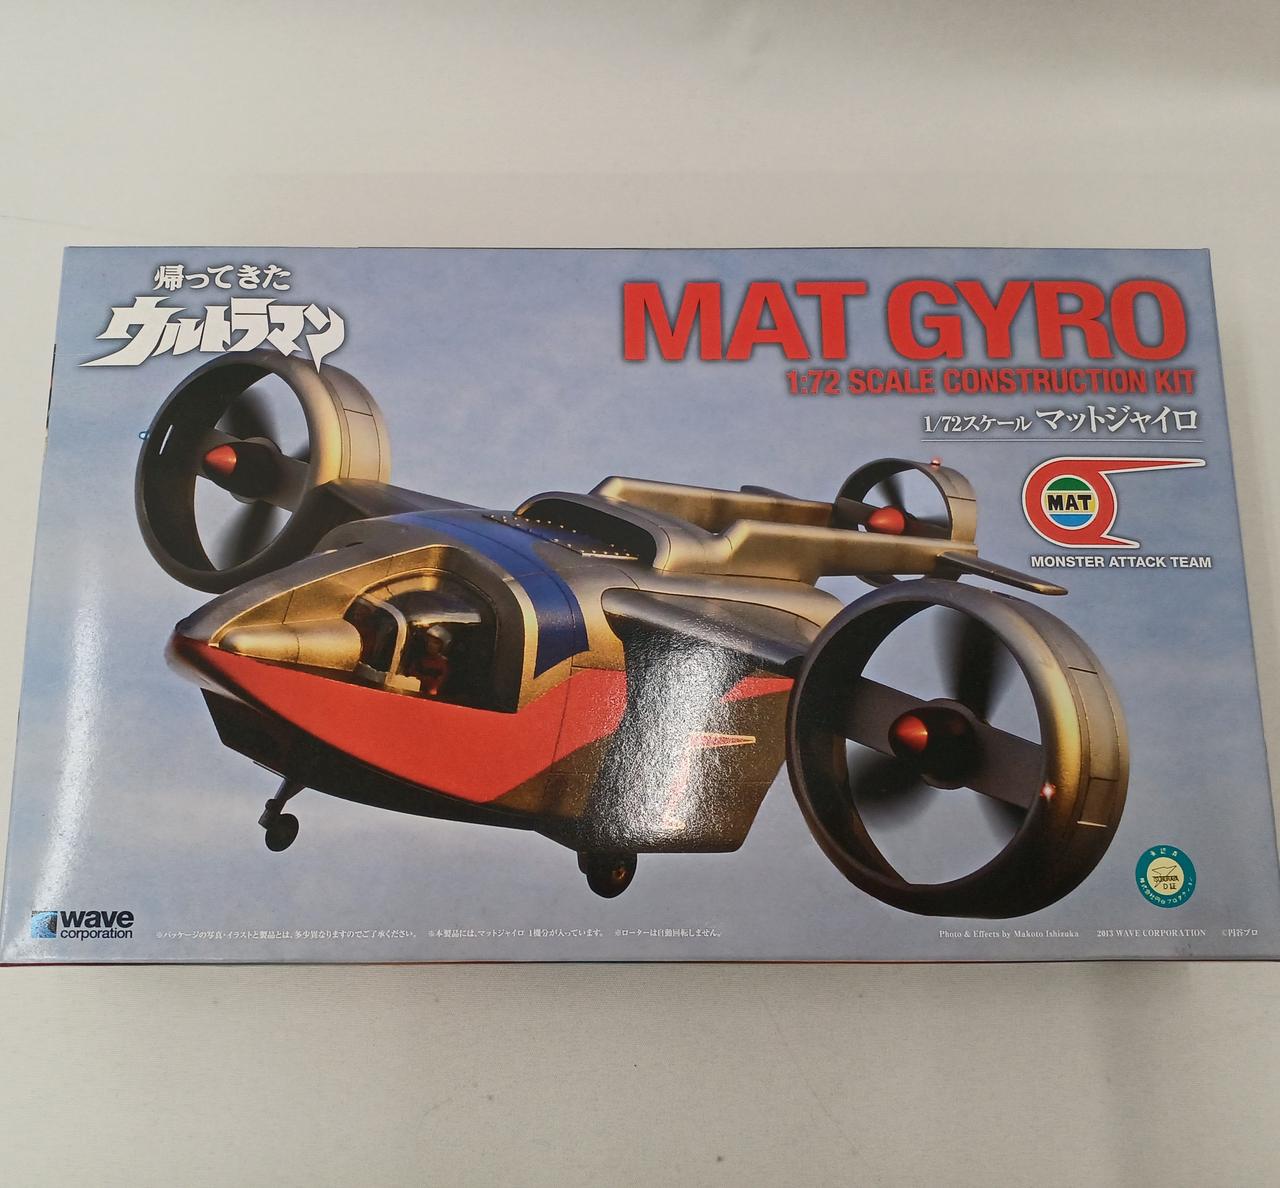 帰ってきた
ウルトラマン
MAT GYRO
1:72 SCALE CONSTRUCTION KIT
1/72スケール マットジャイロ
MAT
MONSTER ATTACK TEAM
wave
corporation
※パッケージの写真・イラストと製品とは、多少異なりますのでご了承ください。 ※本製品には、マットジャイロ 1機分が入っています。 ※ローターは自動回転しません。
Photo & Effects by Makoto Ishizuka 2013 WAVE CORPORATION ©円谷プロ